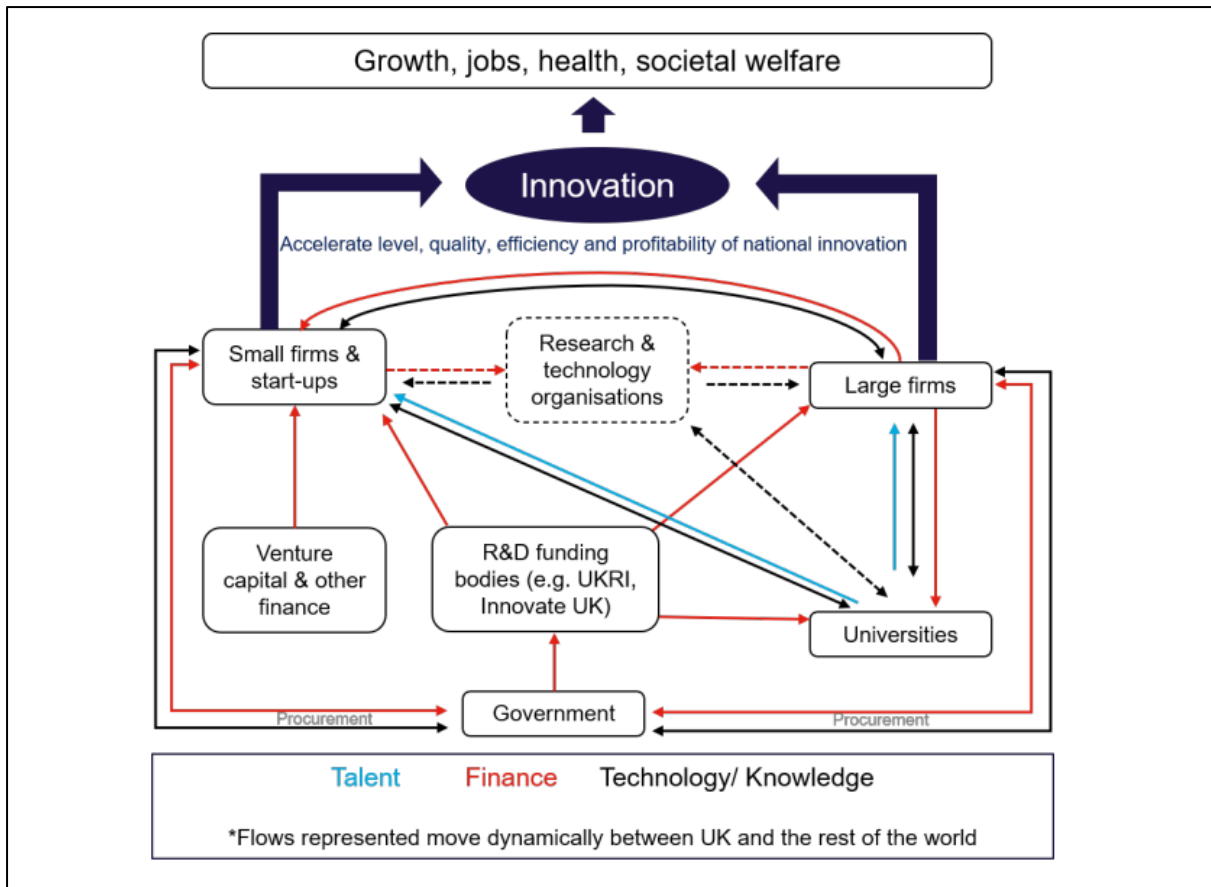 Growth, jobs, health, societal welfare
Innovation
Accelerate level, quality, efficiency and profitability of national innovation
Small firms &
start-ups
Research &
technology
organisations
Large firms
Venture
capital & other
finance
R&D funding
bodies (e.g. UKRI,
Innovate UK)
Universities
Government
Procurement
Procurement
Talent Finance Technology/ Knowledge
*Flows represented move dynamically between UK and the rest of the world